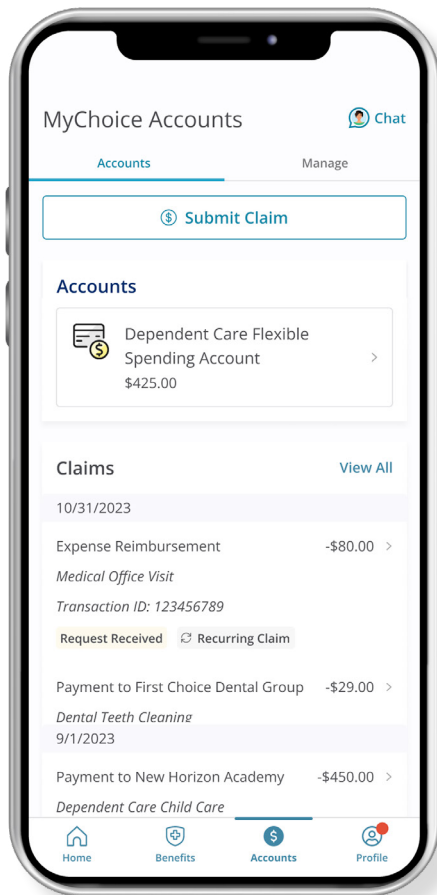 MyChoice Accounts
Chat
Accounts
Manage
Submit Claim
Accounts
Dependent Care Flexible
Spending Account
$425.00
Claims
View All
10/31/2023
Expense Reimbursement
-$80.00
Medical Office Visit
Transaction ID: 123456789
Request Received
Recurring Claim
Payment to First Choice Dental Group
-$29.00
Dental Teeth Cleaning
9/1/2023
Payment to New Horizon Academy
-$450.00
Dependent Care Child Care
Home
Benefits
Accounts
Profile